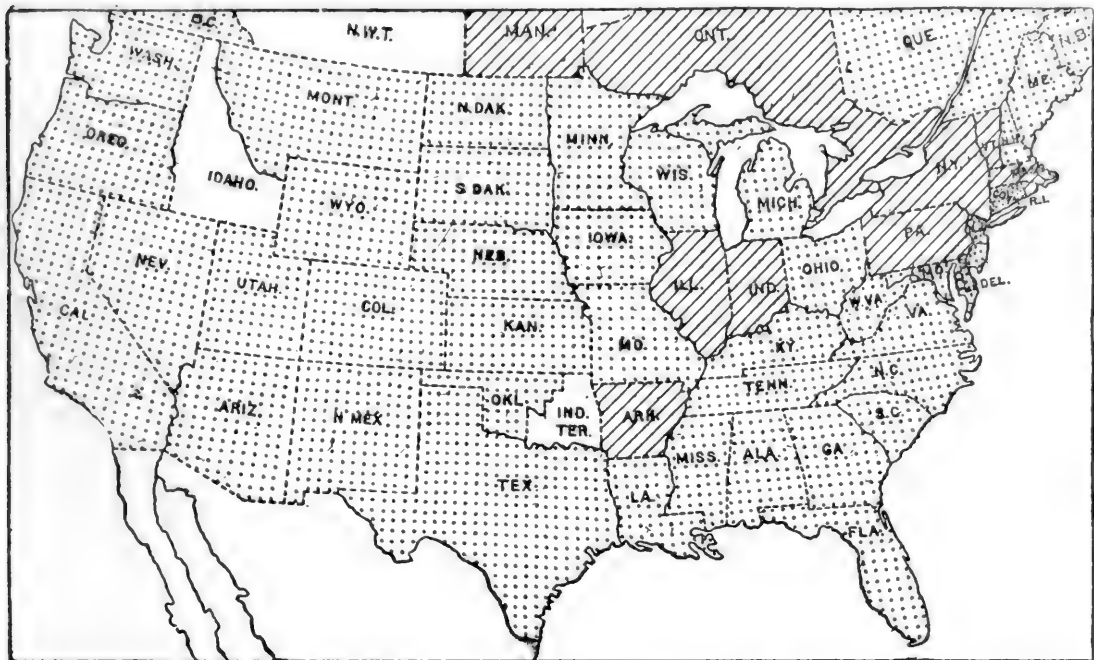 B.C.
N.W.T.
MAN.
ONT.
QUE.
N.B.
WASH.
MONT.
N.DAK.
MINN.
ME.
OREG.
IDAHO.
WYO.
S.DAK.
WIS.
MICH.
N.Y.
VT.
N.H.
R.I.
NEV.
UTAH.
COL.
NEB.
IOWA.
ILL.
IND.
OHIO.
PA.
DEL.
CAL.
KAN.
MO.
KY.
W.VA.
VA.
ARIZ.
N.MEX.
OKL.
IND.
TER.
ARK.
TENN.
N.C.
S.C.
TEX.
LA.
MISS.
ALA.
GA.
FLA.